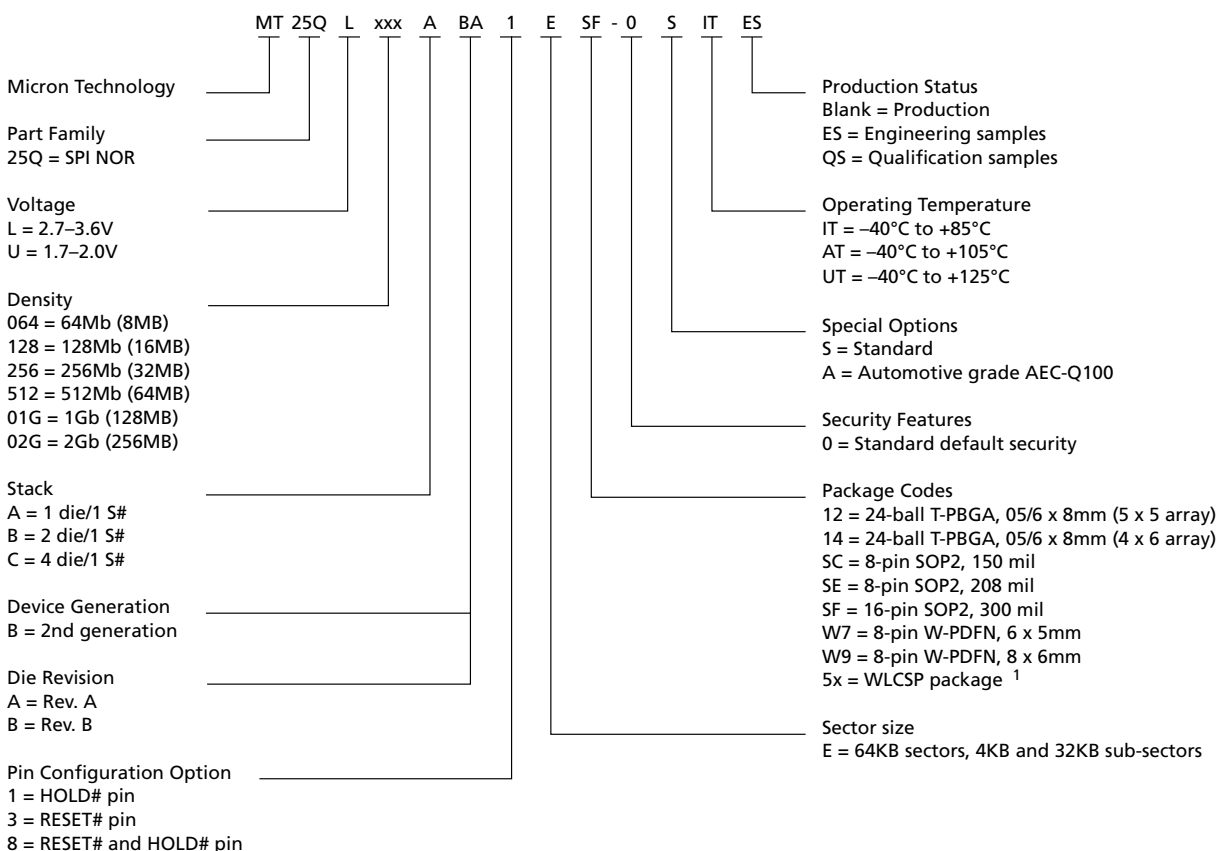 MT 25Q L xxx A BA 1 E SF - 0 S IT ES
Micron Technology
Part Family
25Q = SPI NOR
Voltage
L = 2.7–3.6V
U = 1.7–2.0V
Density
064 = 64Mb (8MB)
128 = 128Mb (16MB)
256 = 256Mb (32MB)
512 = 512Mb (64MB)
01G = 1Gb (128MB)
02G = 2Gb (256MB)
Stack
A = 1 die/1 S#
B = 2 die/1 S#
C = 4 die/1 S#
Device Generation
B = 2nd generation
Die Revision
A = Rev. A
B = Rev. B
Pin Configuration Option
1 = HOLD# pin
3 = RESET# pin
8 = RESET# and HOLD# pin
Production Status
Blank = Production
ES = Engineering samples
QS = Qualification samples
Operating Temperature
IT = –40°C to +85°C
AT = –40°C to +105°C
UT = –40°C to +125°C
Special Options
S = Standard
A = Automotive grade AEC-Q100
Security Features
0 = Standard default security
Package Codes
12 = 24-ball T-PBGA, 05/6 x 8mm (5 x 5 array)
14 = 24-ball T-PBGA, 05/6 x 8mm (4 x 6 array)
SC = 8-pin SOP2, 150 mil
SE = 8-pin SOP2, 208 mil
SF = 16-pin SOP2, 300 mil
W7 = 8-pin W-PDFN, 6 x 5mm
W9 = 8-pin W-PDFN, 8 x 6mm
5x = WLCSP package 1
Sector size
E = 64KB sectors, 4KB and 32KB sub-sectors